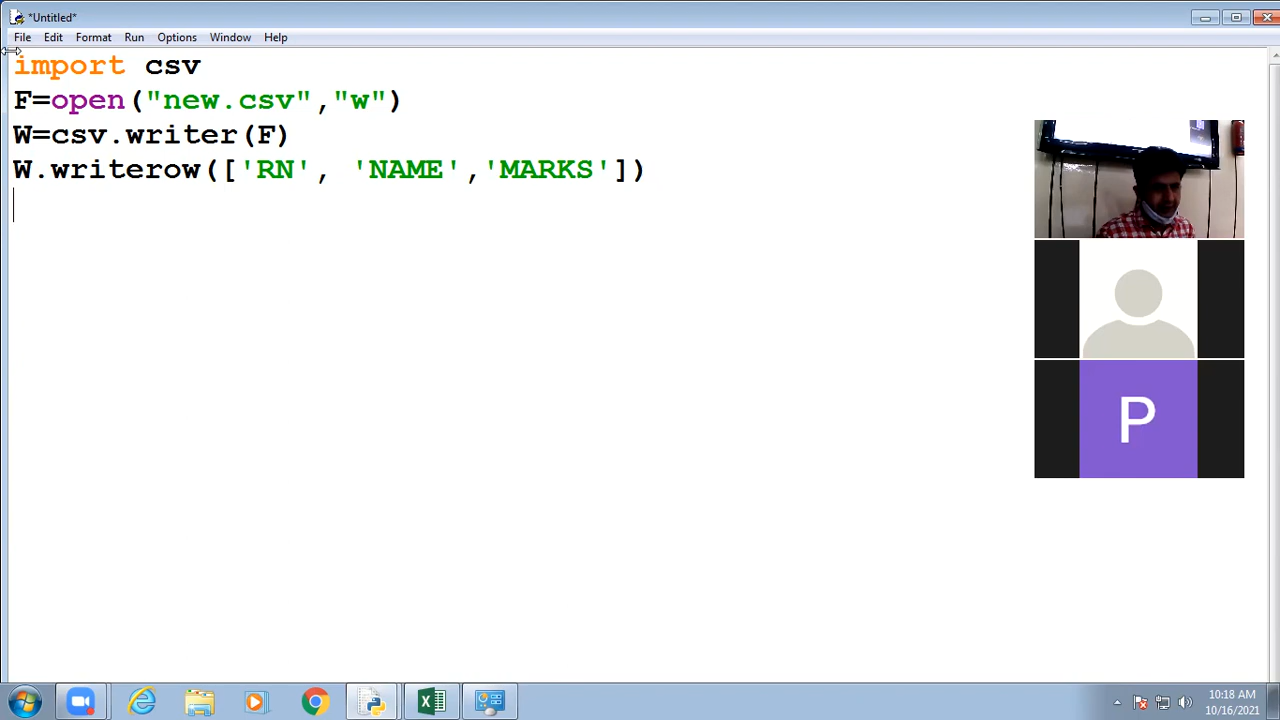 *Untitled*
File Edit Format Run Options Window Help
import csv
F=open("new.csv","w")
W=csv.writer(F)
W.writerow(['RN', 'NAME','MARKS'])
P
10:18 AM
10/16/2021